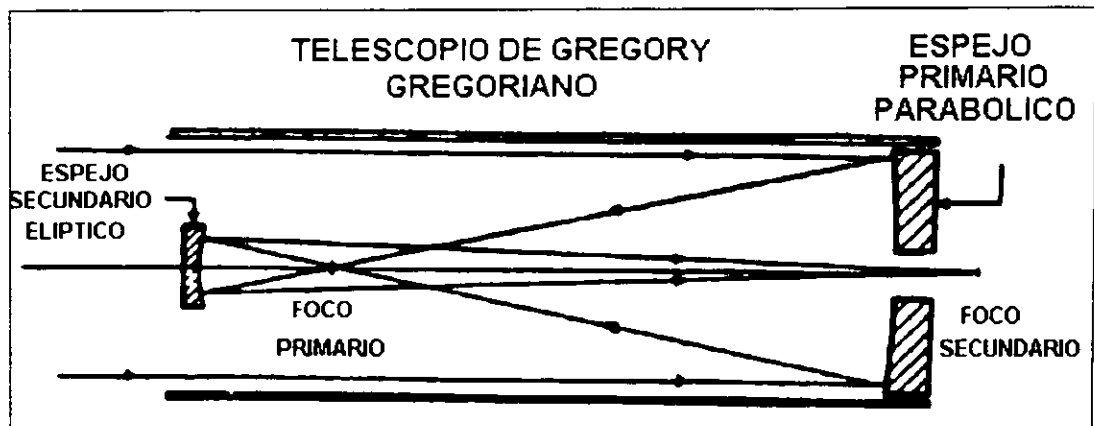 TELESCOPIO DE GREGORY
GREGORIANO
ESPEJO
PRIMARIO
PARABOLICO
ESPEJO
SECUNDARIO
ELIPTICO
FOCO
PRIMARIO
FOCO
SECUNDARIO